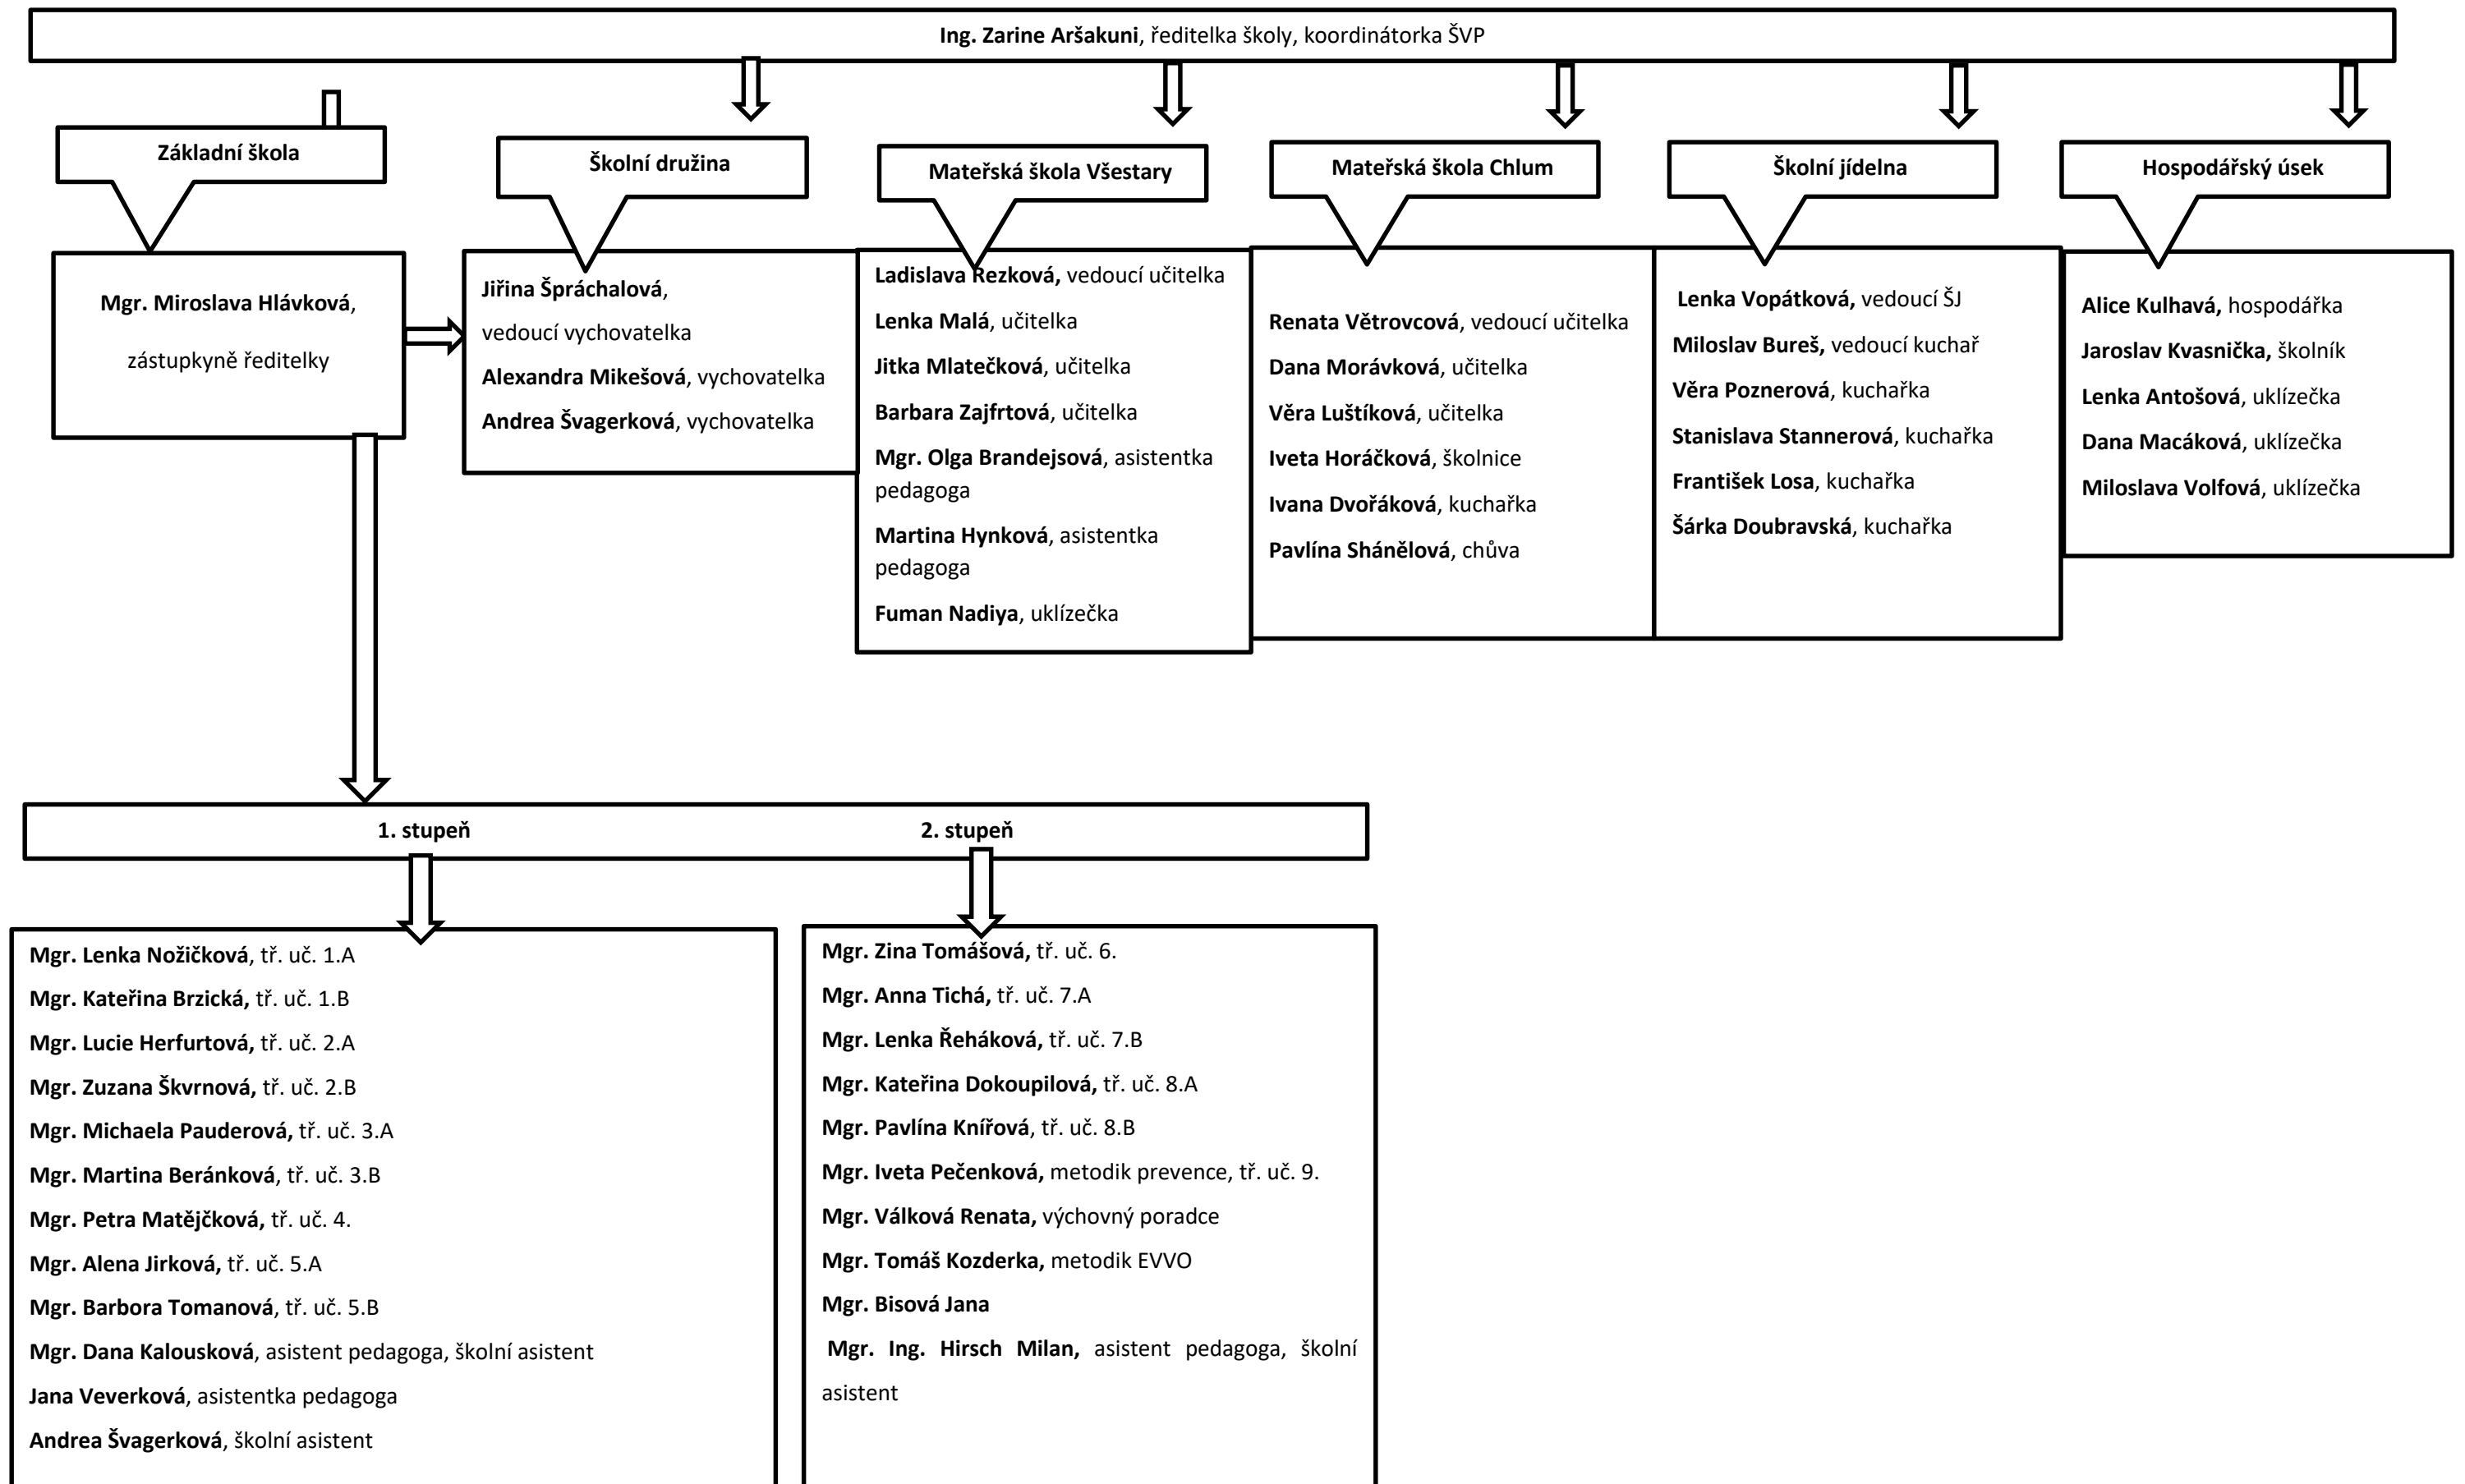 Ing. Zarine Aršakuni, ředitelka školy, koordinátorka ŠVP
Základní škola
Školní družina
Mateřská škola Všestary
Mateřská škola Chlum
Školní jídelna
Hospodářský úsek
Mgr. Miroslava Hlávková,
zástupkyně ředitelky
Jiřina Špráchalová,
vedoucí vychovatelka
Alexandra Mikešová, vychovatelka
Andrea Švagerková, vychovatelka
Ladislava Rezková, vedoucí učitelka
Lenka Malá, učitelka
Jitka Mlatečková, učitelka
Barbara Zajfrtová, učitelka
Mgr. Olga Brandejsová, asistentka
pedagoga
Martina Hynková, asistentka
pedagoga
Fuman Nadiya, uklízečka
Renata Větrovcová, vedoucí učitelka
Dana Morávková, učitelka
Věra Luštíková, učitelka
Iveta Horáčková, školnice
Ivana Dvořáková, kuchařka
Pavlína Shánělová, chůva
Lenka Vopátková, vedoucí ŠJ
Miloslav Bureš, vedoucí kuchař
Věra Poznerová, kuchařka
Stanislava Stannerová, kuchařka
František Losa, kuchařka
Šárka Doubravská, kuchařka
Alice Kulhavá, hospodářka
Jaroslav Kvasnička, školník
Lenka Antošová, uklízečka
Dana Macáková, uklízečka
Miloslava Volfová, uklízečka
1. stupeň
2. stupeň
Mgr. Lenka Nožičková, tř. uč. 1.A
Mgr. Kateřina Brzická, tř. uč. 1.B
Mgr. Lucie Herfurtová, tř. uč. 2.A
Mgr. Zuzana Škvrnová, tř. uč. 2.B
Mgr. Michaela Pauderová, tř. uč. 3.A
Mgr. Martina Beránková, tř. uč. 3.B
Mgr. Petra Matějčková, tř. uč. 4.
Mgr. Alena Jirková, tř. uč. 5.A
Mgr. Barbora Tomanová, tř. uč. 5.B
Mgr. Dana Kalousková, asistent pedagoga, školní asistent
Jana Veverková, asistentka pedagoga
Andrea Švagerková, školní asistent
Mgr. Zina Tomášová, tř. uč. 6.
Mgr. Anna Tichá, tř. uč. 7.A
Mgr. Lenka Řeháková, tř. uč. 7.B
Mgr. Kateřina Dokoupilová, tř. uč. 8.A
Mgr. Pavlína Knířová, tř. uč. 8.B
Mgr. Iveta Pečenková, metodik prevence, tř. uč. 9.
Mgr. Válková Renata, výchovný poradce
Mgr. Tomáš Kozderka, metodik EVVO
Mgr. Bisová Jana
Mgr. Ing. Hirsch Milan, asistent pedagoga, školní
asistent